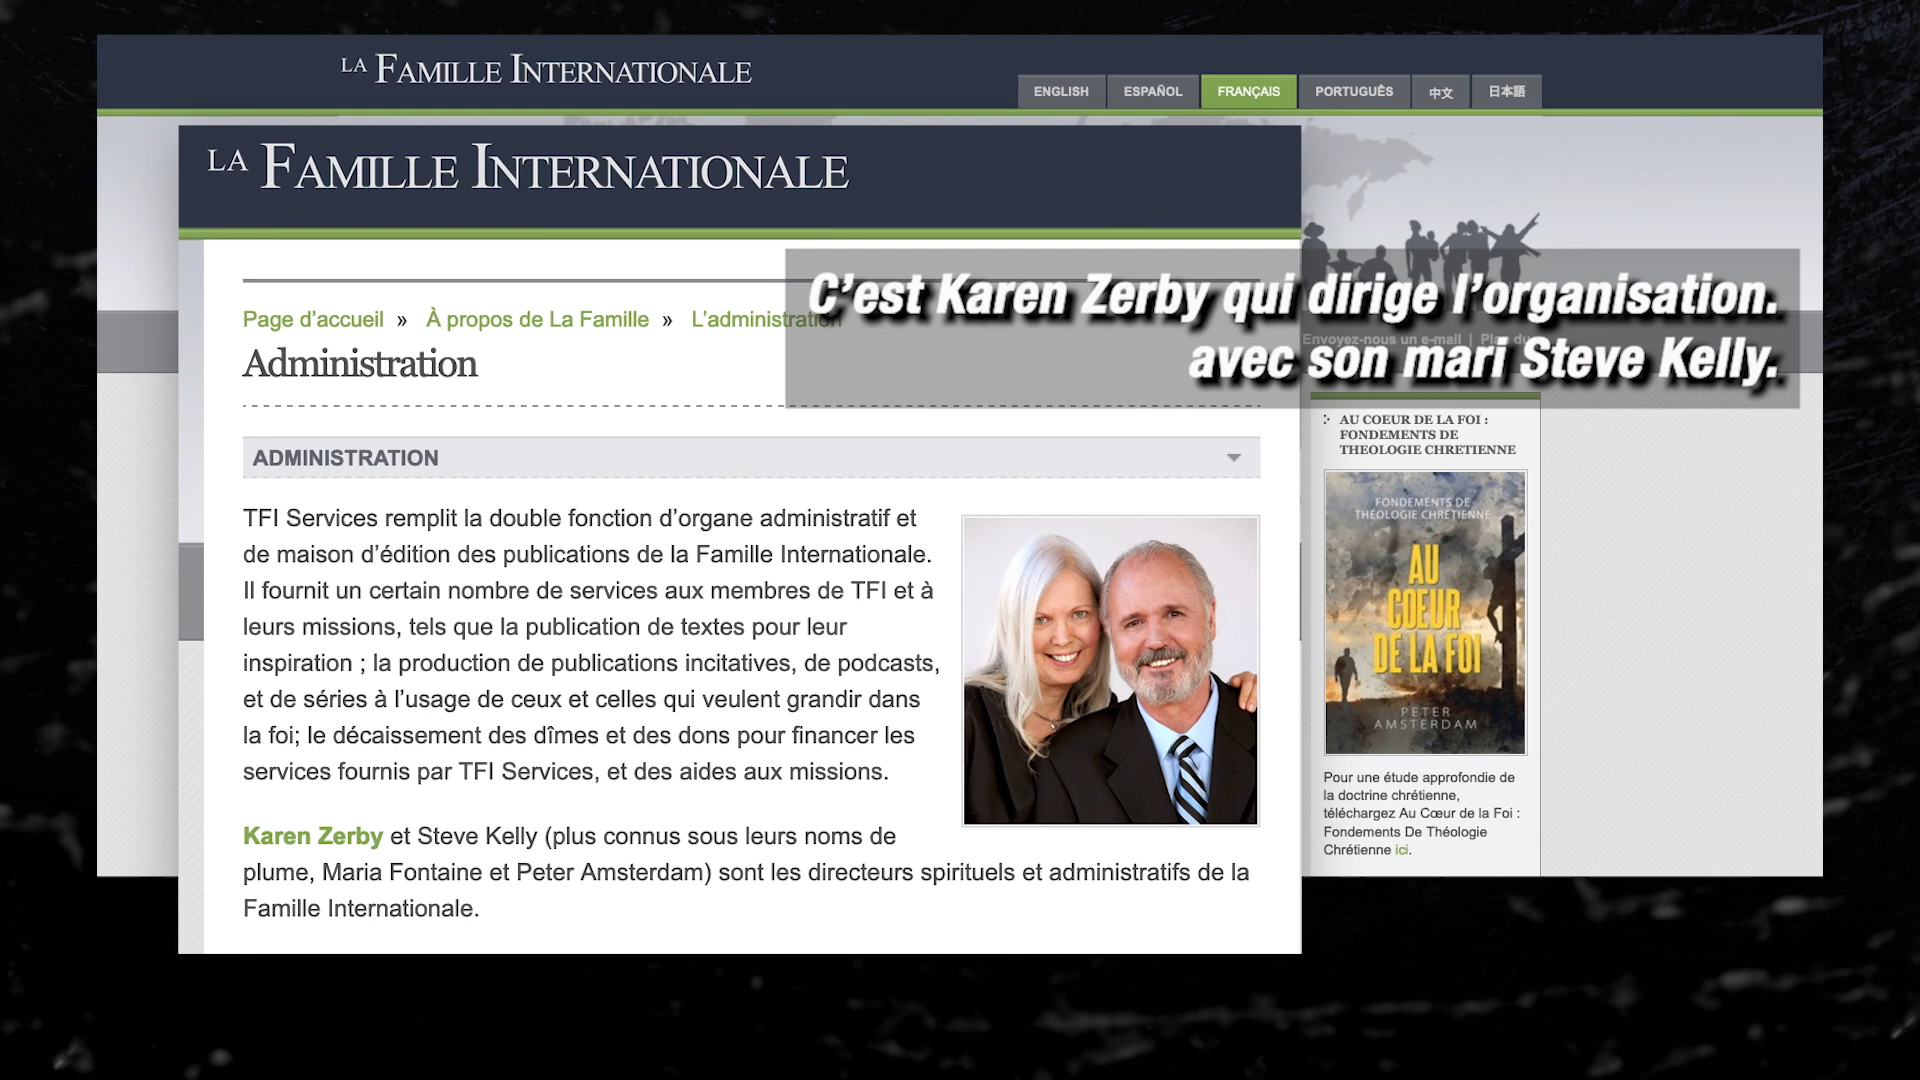 LA FAMILLE INTERNATIONALE
ENGLISH
ESPAÑOL
FRANÇAIS
PORTUGUÊS
中文
日本語
LA FAMILLE INTERNATIONALE
C'est Karen Zerby qui dirige l'organisation.
avec son mari Steve Kelly.
Page d'accueil » À propos de La Famille » L'administration
Envoyez-nous un e-mail |
Administration
ADMINISTRATION
TFI Services remplit la double fonction d'organe administratif et
de maison d'édition des publications de la Famille Internationale.
Il fournit un certain nombre de services aux membres de TFI et à
leurs missions, tels que la publication de textes pour leur
inspiration ; la production de publications incitatives, de podcasts,
et de séries à l'usage de ceux et celles qui veulent grandir dans
la foi; le décaissement des dîmes et des dons pour financer les
services fournis par TFI Services, et des aides aux missions.
Karen Zerby et Steve Kelly (plus connus sous leurs noms de
plume, Maria Fontaine et Peter Amsterdam) sont les directeurs spirituels et administratifs de la
Famille Internationale.
AU COEUR DE LA FOI :
FONDEMENTS DE
THEOLOGIE CHRETIENNE
FONDEMENTS DE
THÉOLOGIE CHRÉTIENNE
AU
COEUR
DE LA FOI
PETER
AMSTERDAM
Pour une étude approfondie de
la doctrine chrétienne,
téléchargez Au Cœur de la Foi :
Fondements De Théologie
Chrétienne ici.